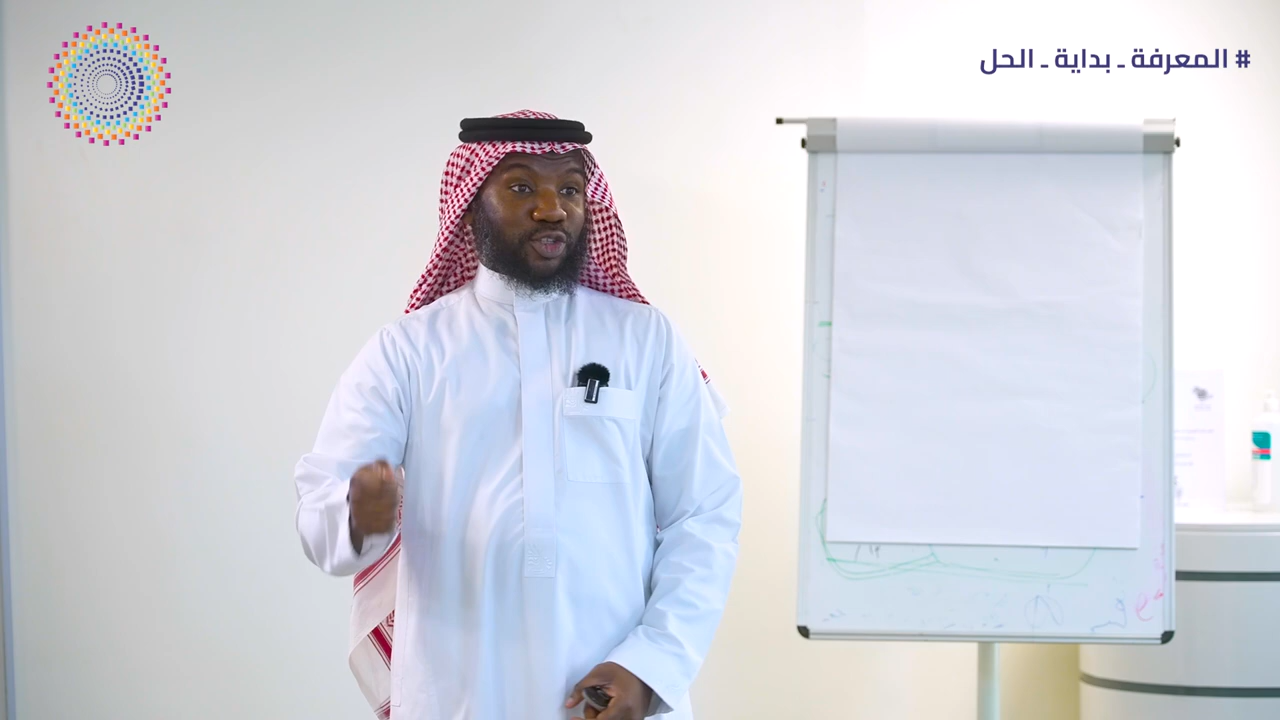 # المعرفة ـ بداية ـ الحل